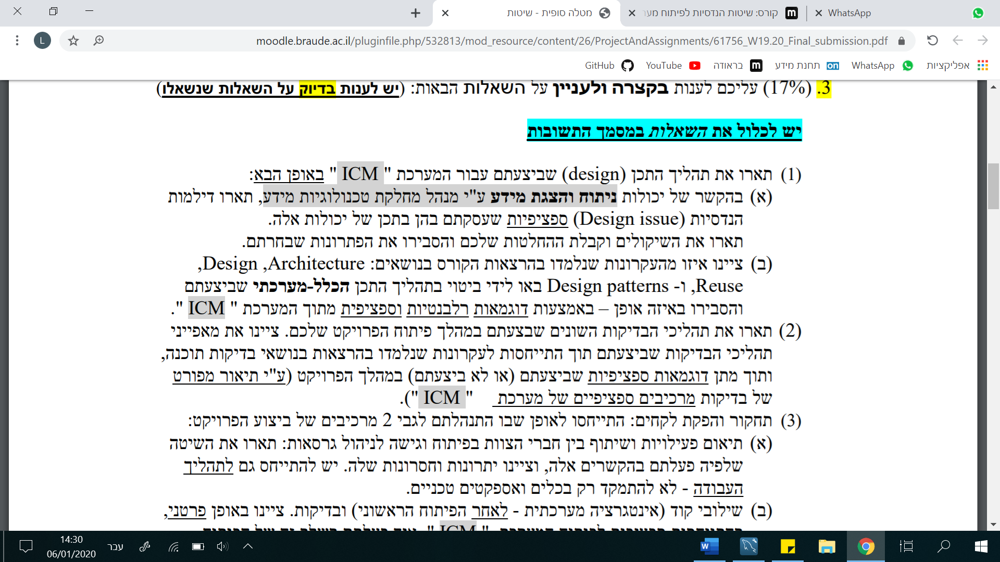 WhatsApp
קורס: שיטות הנדסיות לפיתוח מער
מטלה סופית - שיטות
moodle.braude.ac.il/pluginfile.php/532813/mod_resource/content/26/ProjectAndAssignments/61756_W19.20_Final_submission.pdf
L
אפליקציות WhatsApp תחנת מידע בראודה YouTube GitHub
3. (17%) עליכם לענות בקצרה ולעניין על השאלות הבאות: (יש לענות בדיוק על השאלות שנשאלו)
יש לכלול את השאלות במסמך התשובות
(1) תארו את תהליך התכן (design) שביצעתם עבור המערכת " ICM " באופן הבא:
(א) בהקשר של יכולות ניתוח והצגת מידע ע"י מנהל מחלקת טכנולוגיות מידע, תארו דילמות
הנדסיות (Design issue) ספציפיות שעסקתם בהן בתכן של יכולות אלה.
תארו את השיקולים וקבלת ההחלטות שלכם והסבירו את הפתרונות שבחרתם.
(ב) ציינו איזו מהעקרונות שנלמדו בהרצאות הקורס בנושאים: Design ,Architecture,
Reuse, ו- Design patterns באו לידי ביטוי בתהליך התכן הכלל-מערכתי שביצעתם
והסבירו באיזה אופן – באמצעות דוגמאות רלבנטיות וספציפית מתוך המערכת " ICM ".
(2) תארו את תהליכי הבדיקות השונים שבצעתם במהלך פיתוח הפרויקט שלכם. ציינו את מאפייני
תהליכי הבדיקות שביצעתם תוך התייחסות לעקרונות שנלמדו בהרצאות בנושאי בדיקות תוכנה,
ותוך מתן דוגמאות ספציפיות שביצעתם (או לא ביצעתם) במהלך הפרויקט (ע"י תיאור מפורט
של בדיקות מרכיבים ספציפיים של מערכת " ICM ").
(3) תחקור והפקת לקחים: התייחסו לאופן שבו התנהלתם לגבי 2 מרכיבים של ביצוע הפרויקט:
(א) תיאום פעילויות ושיתוף בין חברי הצוות בפיתוח וגישה לניהול גרסאות: תארו את השיטה
שלפיה פעלתם בהקשרים אלה, וציינו יתרונות וחסרונות שלה. יש להתייחס גם לתהליך
העבודה - לא להתמקד רק בכלים ואספקטים טכניים.
(ב) שילובי קוד (אינטגרציה מערכתית - לאחר הפיתוח הראשוני) ובדיקות. ציינו באופן פרטני,
" ICM "
14:30
06/01/2020
עבר